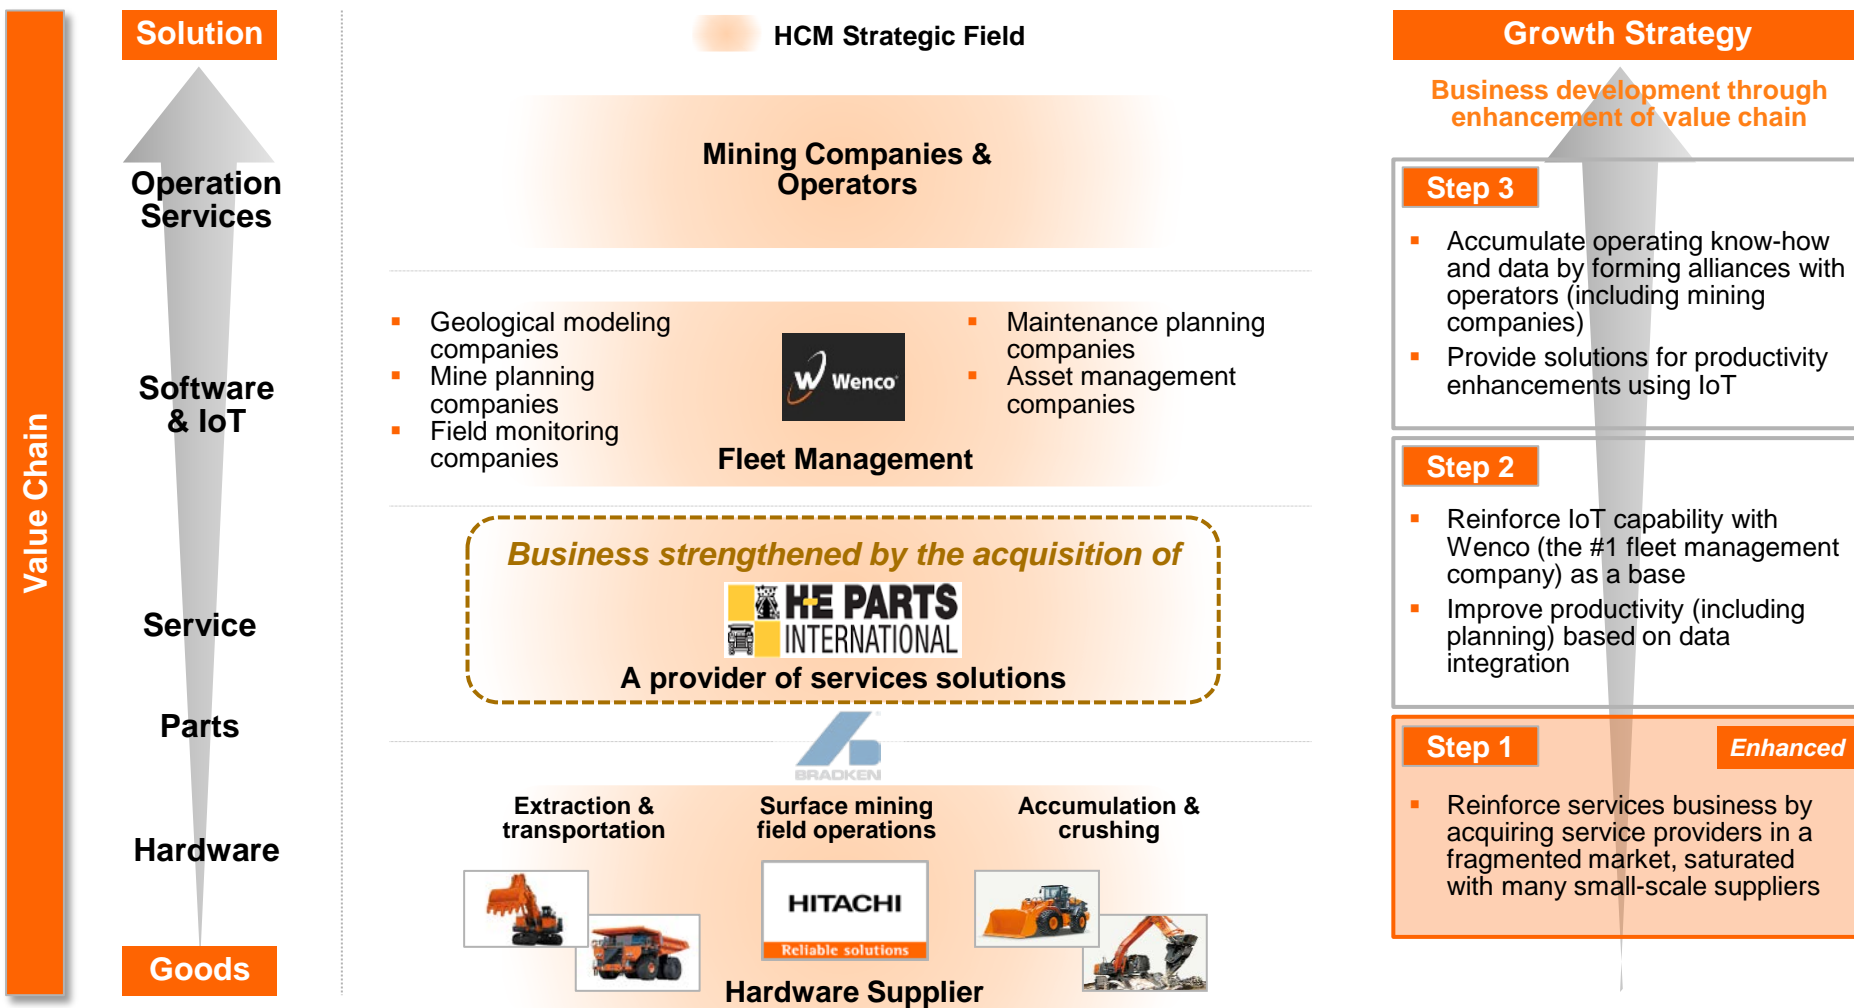 Value Chain
Solution
Operation
Services
Software
& IoT
Service
Parts
Hardware
Goods
HCM Strategic Field
Mining Companies &
Operators
▪ Geological modeling
companies
▪ Mine planning
companies
▪ Field monitoring
companies
W Wenco
Fleet Management
▪ Maintenance planning
companies
▪ Asset management
companies
Business strengthened by the acquisition of
H-E PARTS
INTERNATIONAL
A provider of services solutions
BRADKEN
Extraction &
transportation
Surface mining
field operations
Accumulation &
crushing
HITACHI
Reliable solutions
Hardware Supplier
Growth Strategy
Business development through
enhancement of value chain
Step 3
▪ Accumulate operating know-how
and data by forming alliances with
operators (including mining
companies)
▪ Provide solutions for productivity
enhancements using IoT
Step 2
▪ Reinforce IoT capability with
Wenco (the #1 fleet management
company) as a base
▪ Improve productivity (including
planning) based on data
integration
Step 1
Enhanced
▪ Reinforce services business by
acquiring service providers in a
fragmented market, saturated
with many small-scale suppliers